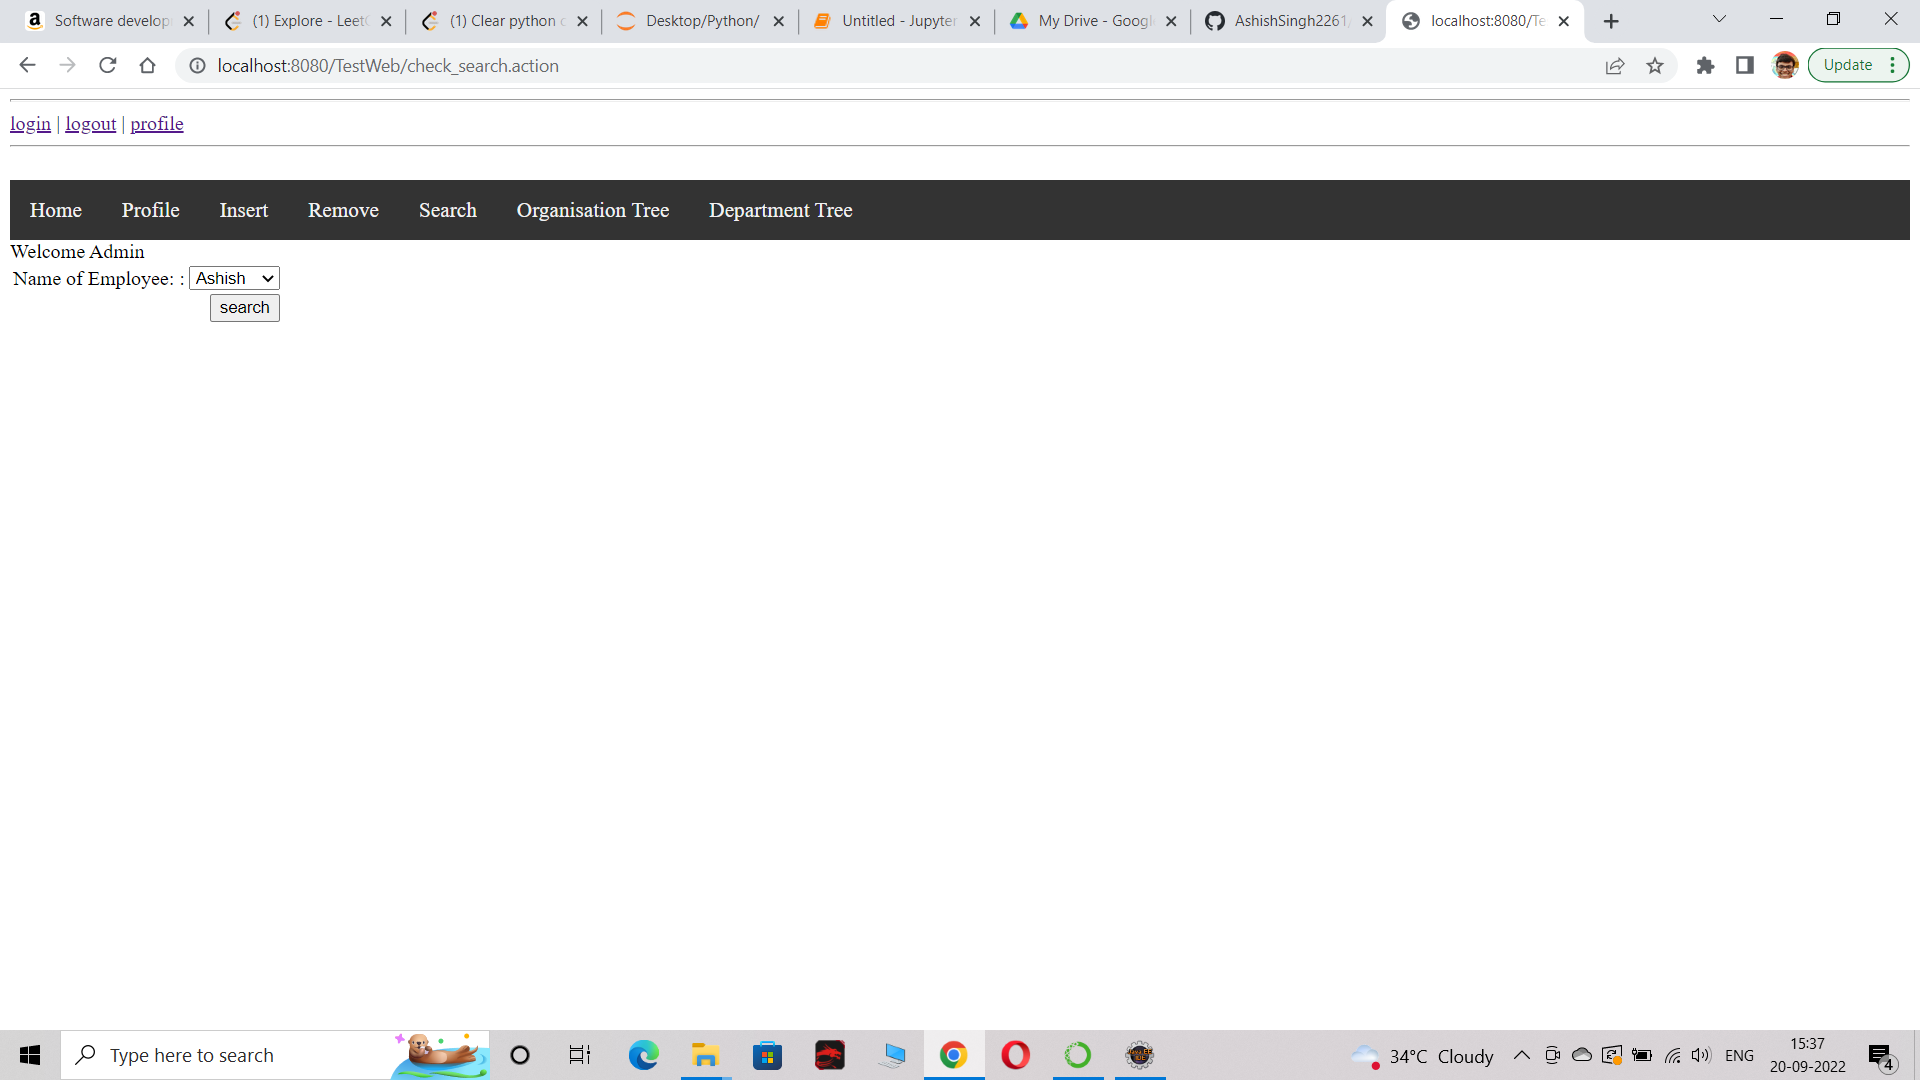 Software develop
(1) Explore - Leet
(1) Clear python
Desktop/Python/
Untitled - Jupyter
My Drive - Googl
AshishSingh2261/
localhost:8080/Te
localhost:8080/TestWeb/check_search.action
Update
login | logout | profile
Home Profile Insert Remove Search Organisation Tree Department Tree
Welcome Admin
Name of Employee: : Ashish
search
Type here to search
34°C Cloudy
ENG
15:37
20-09-2022
4